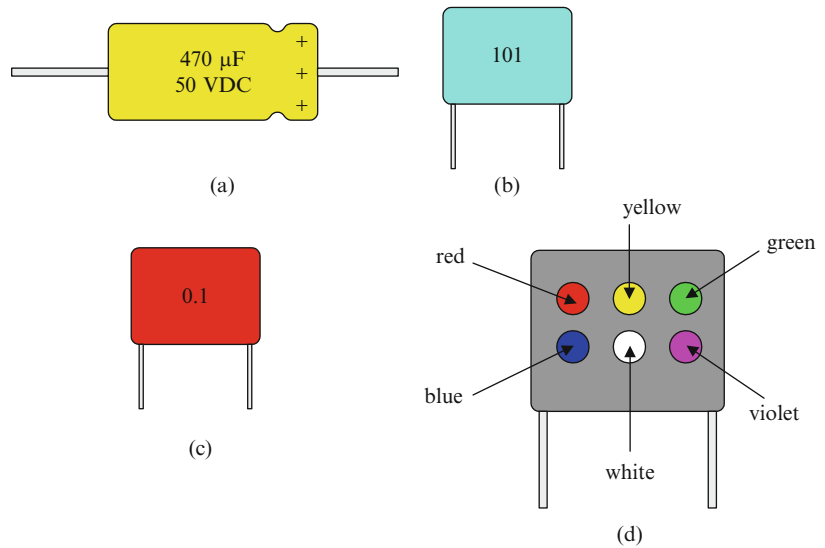 470 µF
50 VDC
+
+
+
(a)
101
(b)
0.1
(c)
yellow
red
green
blue
violet
white
(d)